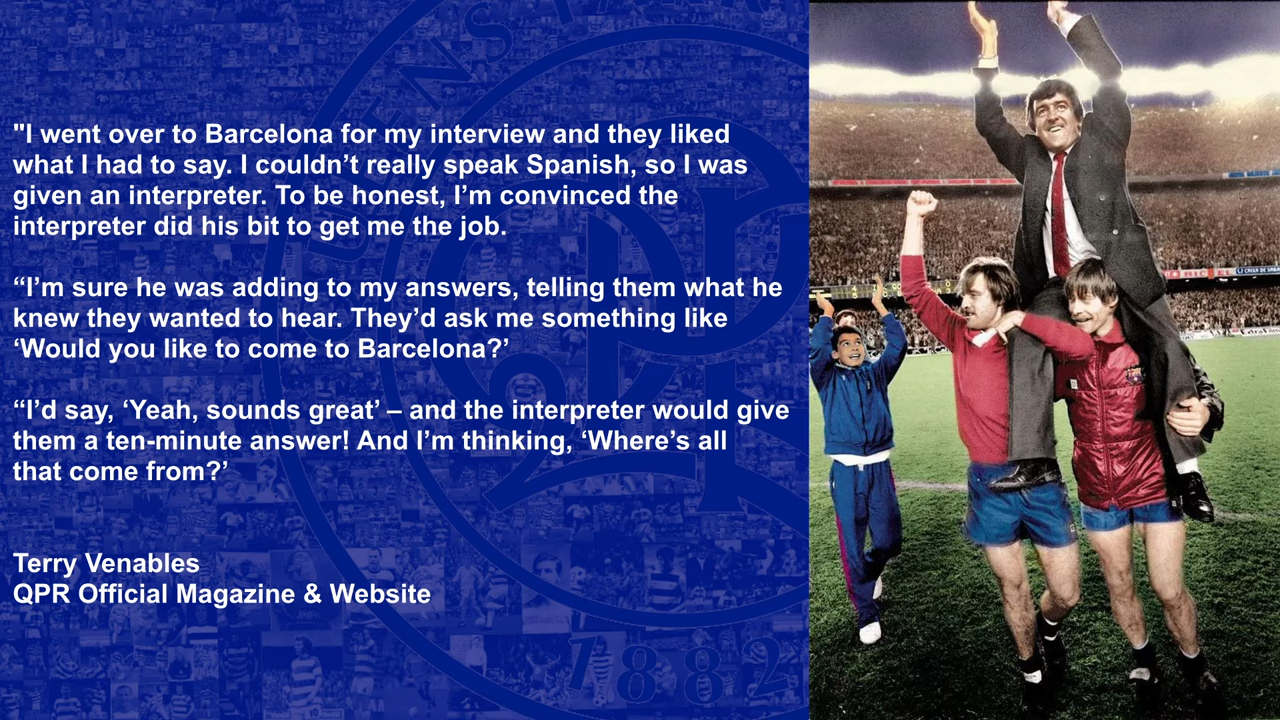 "I went over to Barcelona for my interview and they liked
what I had to say. I couldn’t really speak Spanish, so I was
given an interpreter. To be honest, I’m convinced the
interpreter did his bit to get me the job.
“I’m sure he was adding to my answers, telling them what he
knew they wanted to hear. They’d ask me something like
‘Would you like to come to Barcelona?’
“I’d say, ‘Yeah, sounds great’ – and the interpreter would give
them a ten-minute answer! And I’m thinking, ‘Where’s all
that come from?’
Terry Venables
QPR Official Magazine & Website
1882